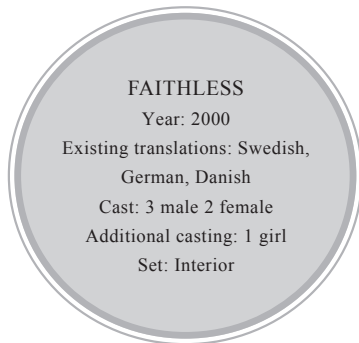 FAITHLESS
Year: 2000
Existing translations: Swedish,
German, Danish
Cast: 3 male 2 female
Additional casting: 1 girl
Set: Interior